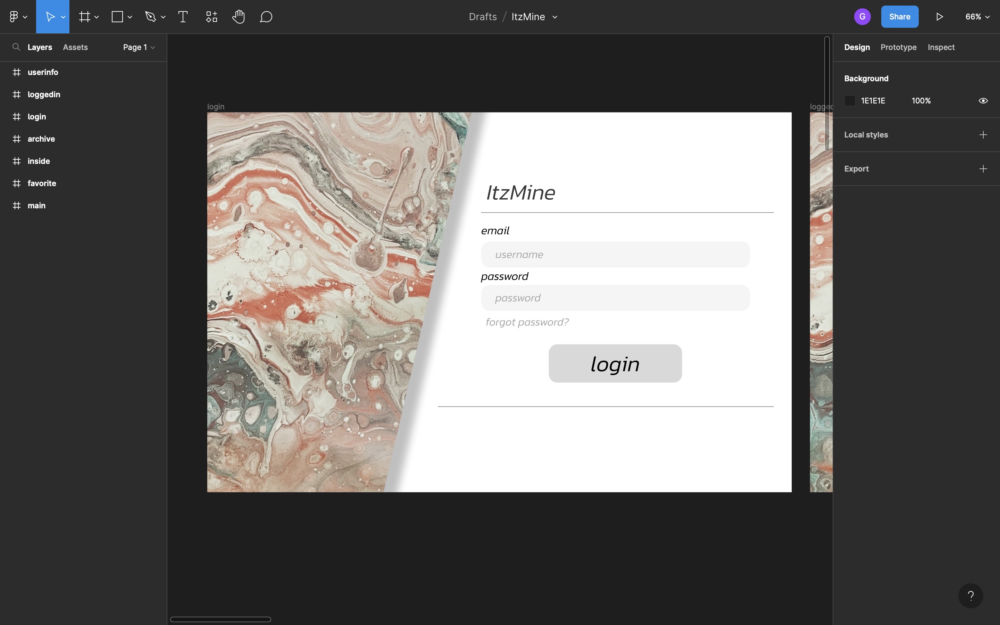 Drafts / ItzMine
G
Share
66%
Layers
Assets
Page 1
userinfo
loggedin
login
archive
inside
favorite
main
login
ItzMine
email
username
password
password
forgot password?
login
logged
Design
Prototype
Inspect
Background
1E1E1E
100%
Local styles
Export
?